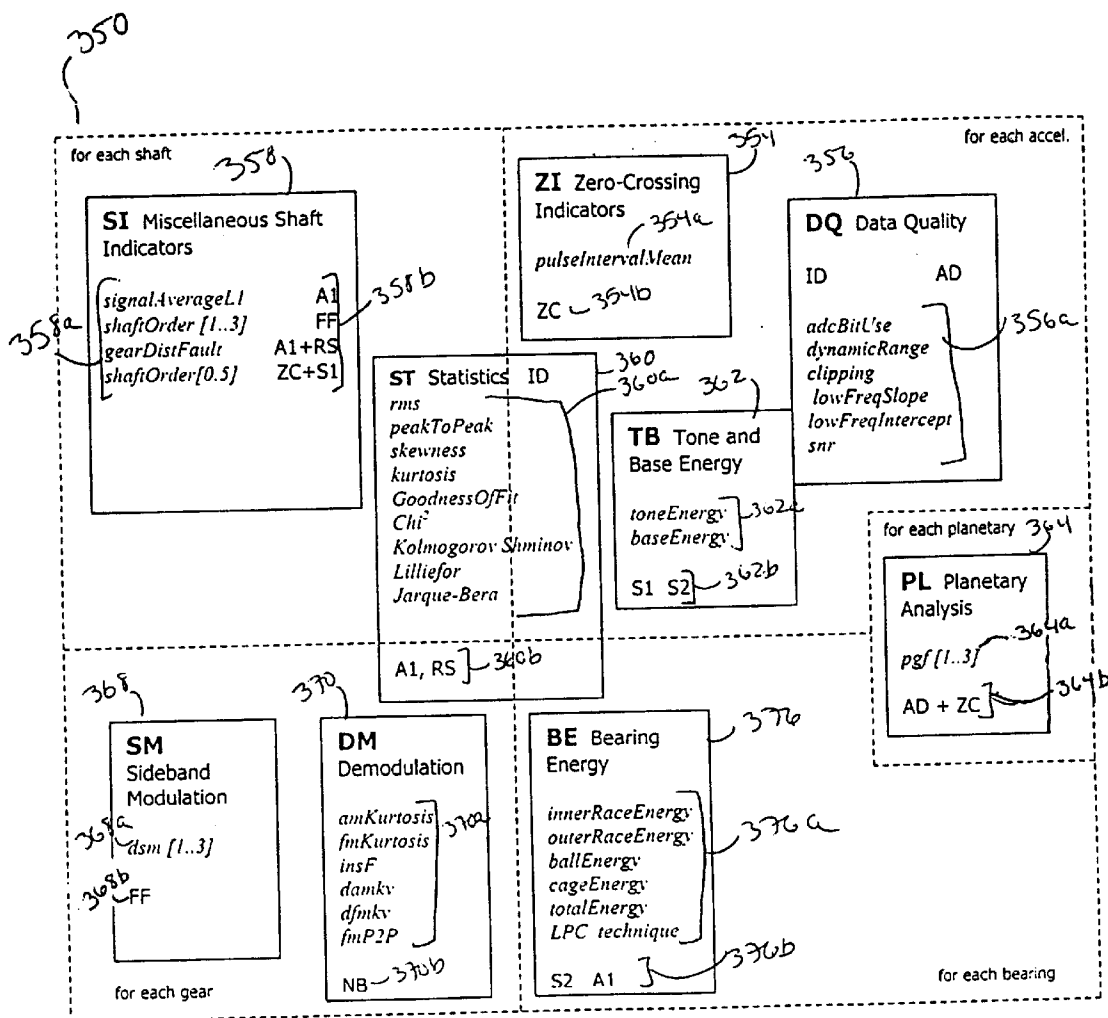 350
for each shaft
358
SI Miscellaneous Shaft
Indicators
signalAverageL1 A1
shaftOrder [1..3] FF
gearDistFault A1+RS
shaftOrder[0.5] ZC+S1
358a
358b
354
ZI Zero-Crossing
Indicators
354a
pulseIntervalMean
ZC
354b
for each accel.
356
DQ Data Quality
ID AD
adcBitUse
dynamicRange
clipping
lowFreqSlope
lowFreqIntercept
snr
356a
360
ST Statistics ID
360a
rms
peakToPeak
skewness
kurtosis
GoodnessOfFit
Chi²
Kolmogorov Shminov
Lilliefor
Jarque-Bera
A1, RS
360b
362
TB Tone and
Base Energy
toneEnergy
baseEnergy
362a
S1 S2
362b
for each planetary
364
PL Planetary
Analysis
364a
pgf [1..3]
AD + ZC
364b
368
SM
Sideband
Modulation
368a
dsm [1..3]
368b
FF
for each gear
370
DM
Demodulation
amKurtosis
fmKurtosis
insF
damkv
dfmkv
fmP2P
370a
NB
370b
376
BE Bearing
Energy
innerRaceEnergy
outerRaceEnergy
ballEnergy
cageEnergy
totalEnergy
LPC technique
376a
S2 A1
376b
for each bearing